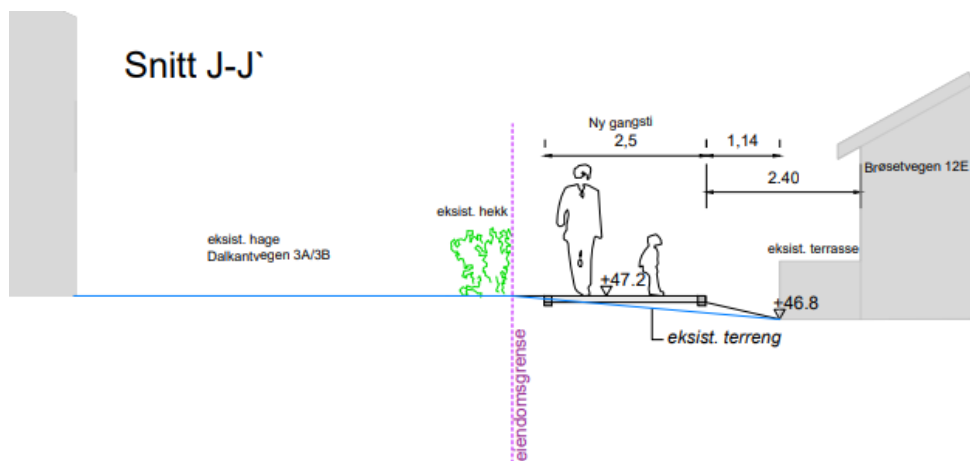 Snitt J-J`
Ny gangsti
2,5
1,14
Brøsetvegen 12E
2.40
eksist. hekk
eksist. hage
Dalkantvegen 3A/3B
eksist. terrasse
+47.2
+46.8
eksist. terreng
eiendomsgrense